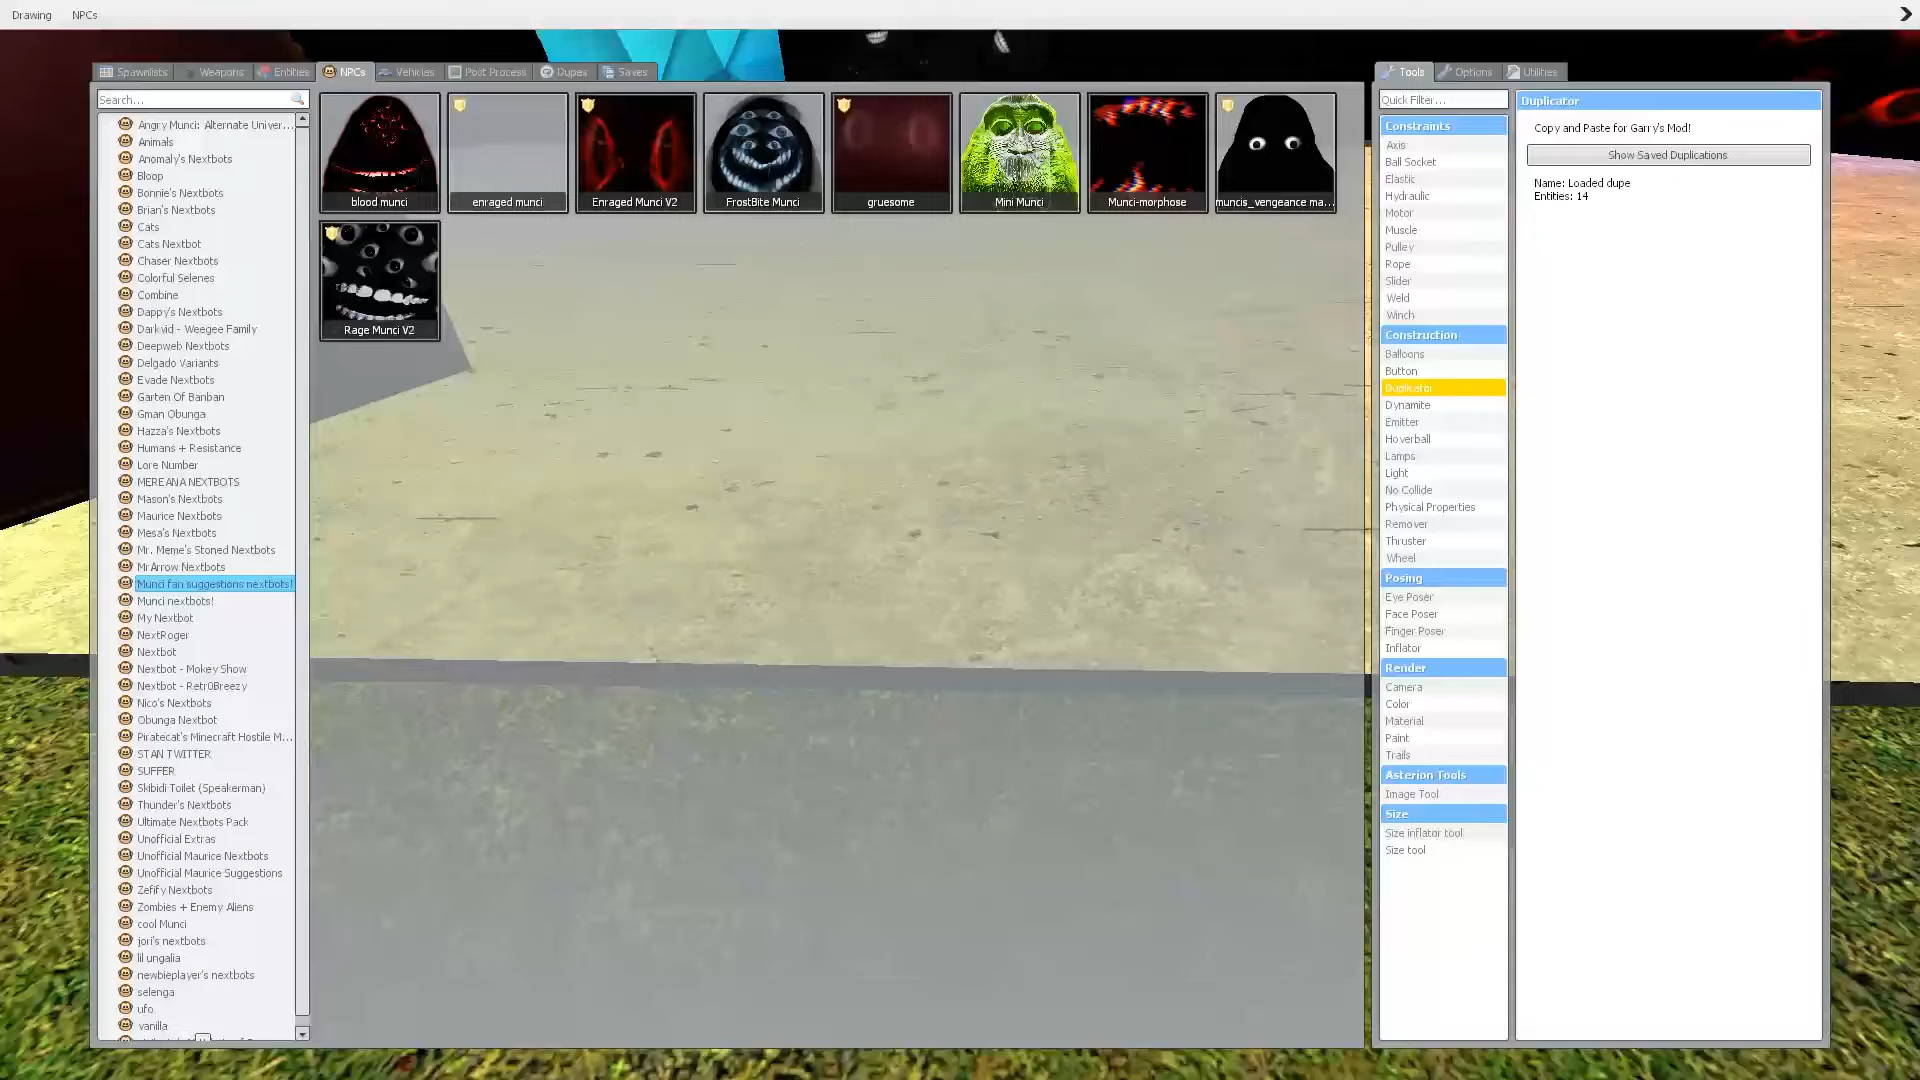 Drawing NPCs
Spawnlists Weapons Entities NPCs Vehicles Post Process Dupes Saves
Search...
Angry Munci: Alternate Univer...
Animals
Anomaly's Nextbots
Bloop
Bonnie's Nextbots
Brian's Nextbots
Cats
Cats Nextbot
Chaser Nextbots
Colorful Selenes
Combine
Dappy's Nextbots
Darkvid - Weegee Family
Deepweb Nextbots
Delgado Variants
Evade Nextbots
Garten Of Banban
Gman Obunga
Hazza's Nextbots
Humans + Resistance
Lore Number
MEREANA NEXTBOTS
Mason's Nextbots
Maurice Nextbots
Mesa's Nextbots
Mr. Meme's Stoned Nextbots
MrArrow Nextbots
Munci fan suggestions nextbots!
Munci nextbots!
My Nextbot
NextRoger
Nextbot
Nextbot - Mokey Show
Nextbot - Retr0Breezy
Nico's Nextbots
Obunga Nextbot
Piratecat's Minecraft Hostile M...
STAN TWITTER
SUFFER
Skibidi Toilet (Speakerman)
Thunder's Nextbots
Ultimate Nextbots Pack
Unofficial Extras
Unofficial Maurice Nextbots
Unofficial Maurice Suggestions
Zefify Nextbots
Zombies + Enemy Aliens
cool Munci
jori's nextbots
lil ungalia
newbieplayer's nextbots
selenga
ufo
vanilla
blood munci
enraged munci
Enraged Munci V2
FrostBite Munci
gruesome
Mini Munci
Munci-morphose
muncis_vengeance ma...
Rage Munci V2
Tools Options Utilities
Quick Filter...
Constraints
Axis
Ball Socket
Elastic
Hydraulic
Motor
Muscle
Pulley
Rope
Slider
Weld
Winch
Construction
Balloons
Button
Duplicator
Dynamite
Emitter
Hoverball
Lamps
Light
No Collide
Physical Properties
Remover
Thruster
Wheel
Posing
Eye Poser
Face Poser
Finger Poser
Inflator
Render
Camera
Color
Material
Paint
Trails
Asterion Tools
Image Tool
Size
Size inflator tool
Size tool
Duplicator
Copy and Paste for Garry's Mod!
Show Saved Duplications
Name: Loaded dupe
Entities: 14